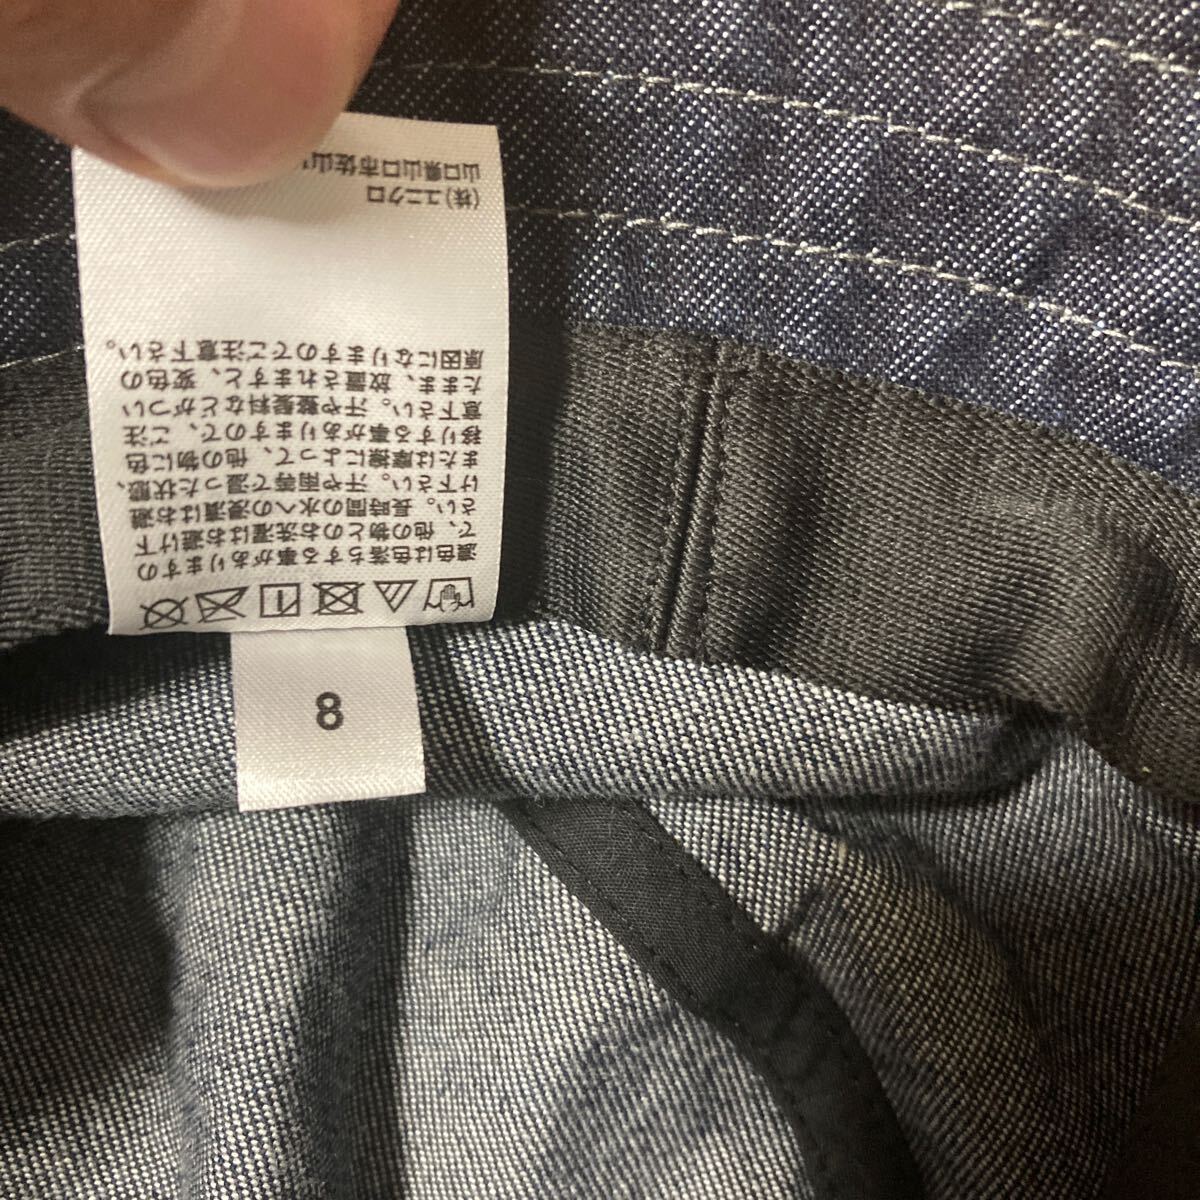 8
濃色は色落ちする事がありますの
で、他の物とのお洗濯はお避け下
さい。長時間の水への浸漬はお避
け下さい。汗や雨等で湿った状態、
または摩擦によって、他の物に色
移りする事がありますので、ご注
意下さい。汗や整髪料などがつい
たまま、放置されますと、変色の
原因になりますのでご注意下さい。
(株)ユニクロ
山口県山口市佐山